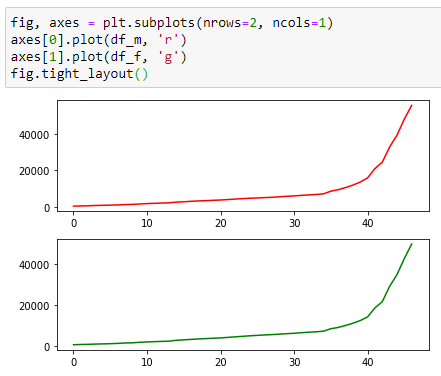 fig, axes = plt.subplots(nrows=2, ncols=1)
axes[0].plot(df_m, 'r')
axes[1].plot(df_f, 'g')
fig.tight_layout()
40000
20000
0
0 10 20 30 40
40000
20000
0
0 10 20 30 40